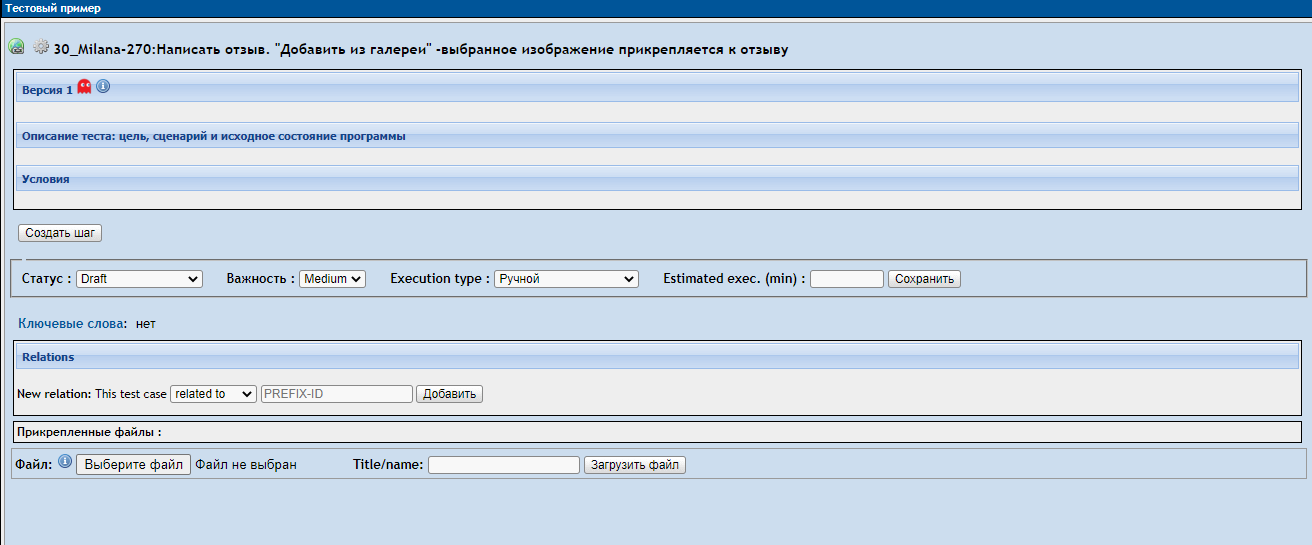 Тестовый пример
30_Milana-270:Написать отзыв. "Добавить из галереи" -выбранное изображение прикрепляется к отзыву
Версия 1
Описание теста: цель, сценарий и исходное состояние программы
Условия
Создать шаг
Статус : Draft Важность : Medium Execution type : Ручной Estimated exec. (min) : Сохранить
Ключевые слова: нет
Relations
New relation: This test case related to PREFIX-ID Добавить
Прикрепленные файлы :
Файл: Выберите файл Файл не выбран Title/name: Загрузить файл